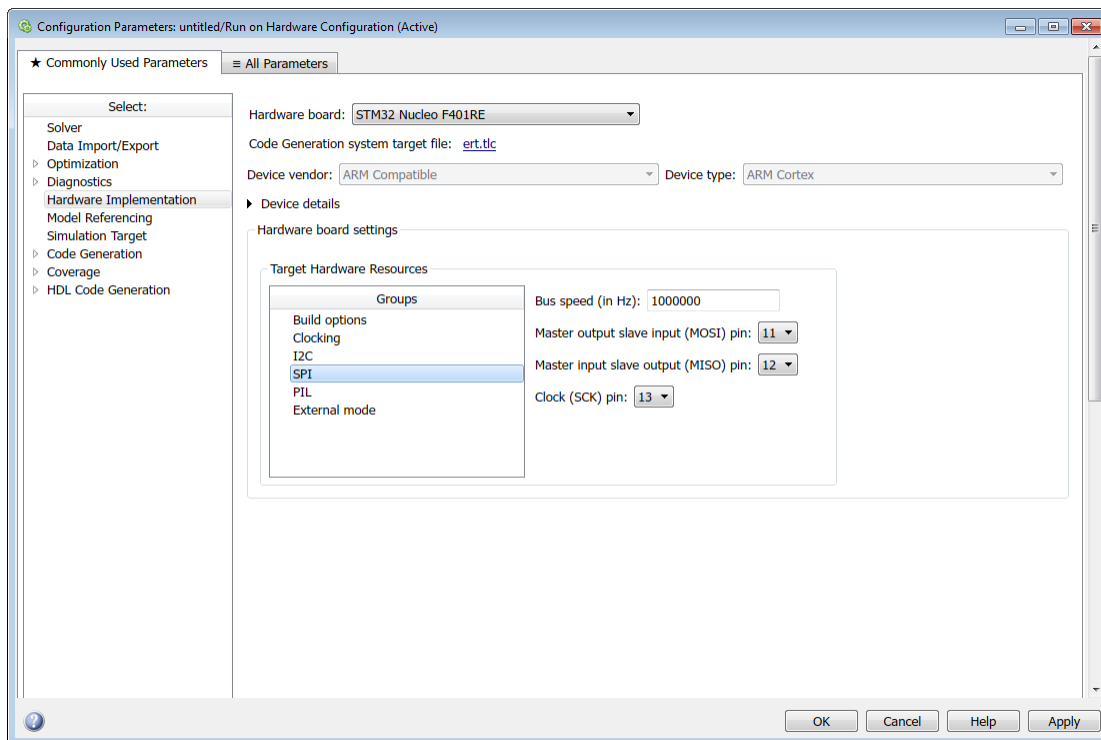 Configuration Parameters: untitled/Run on Hardware Configuration (Active)
★ Commonly Used Parameters
≡ All Parameters
Select:
Solver
Data Import/Export
Optimization
Diagnostics
Hardware Implementation
Model Referencing
Simulation Target
Code Generation
Coverage
HDL Code Generation
Hardware board: STM32 Nucleo F401RE
Code Generation system target file: ert.tlc
Device vendor: ARM Compatible Device type: ARM Cortex
Device details
Hardware board settings
Target Hardware Resources
Groups
Build options
Clocking
I2C
SPI
PIL
External mode
Bus speed (in Hz): 1000000
Master output slave input (MOSI) pin: 11
Master input slave output (MISO) pin: 12
Clock (SCK) pin: 13
?
OK Cancel Help Apply